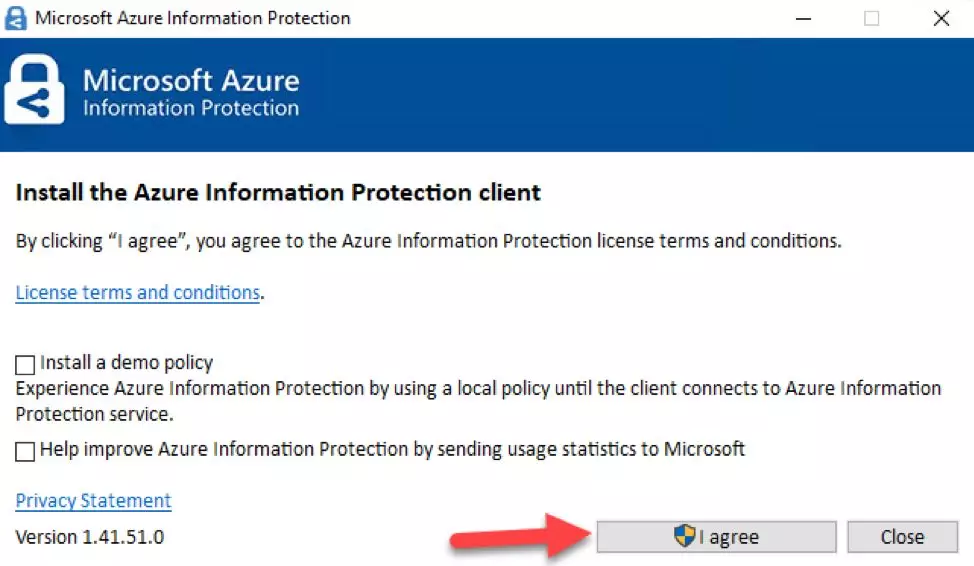 Microsoft Azure Information Protection
Microsoft Azure
Information Protection
Install the Azure Information Protection client
By clicking “I agree”, you agree to the Azure Information Protection license terms and conditions.
License terms and conditions.
Install a demo policy
Experience Azure Information Protection by using a local policy until the client connects to Azure Information
Protection service.
Help improve Azure Information Protection by sending usage statistics to Microsoft
Privacy Statement
Version 1.41.51.0
I agree
Close